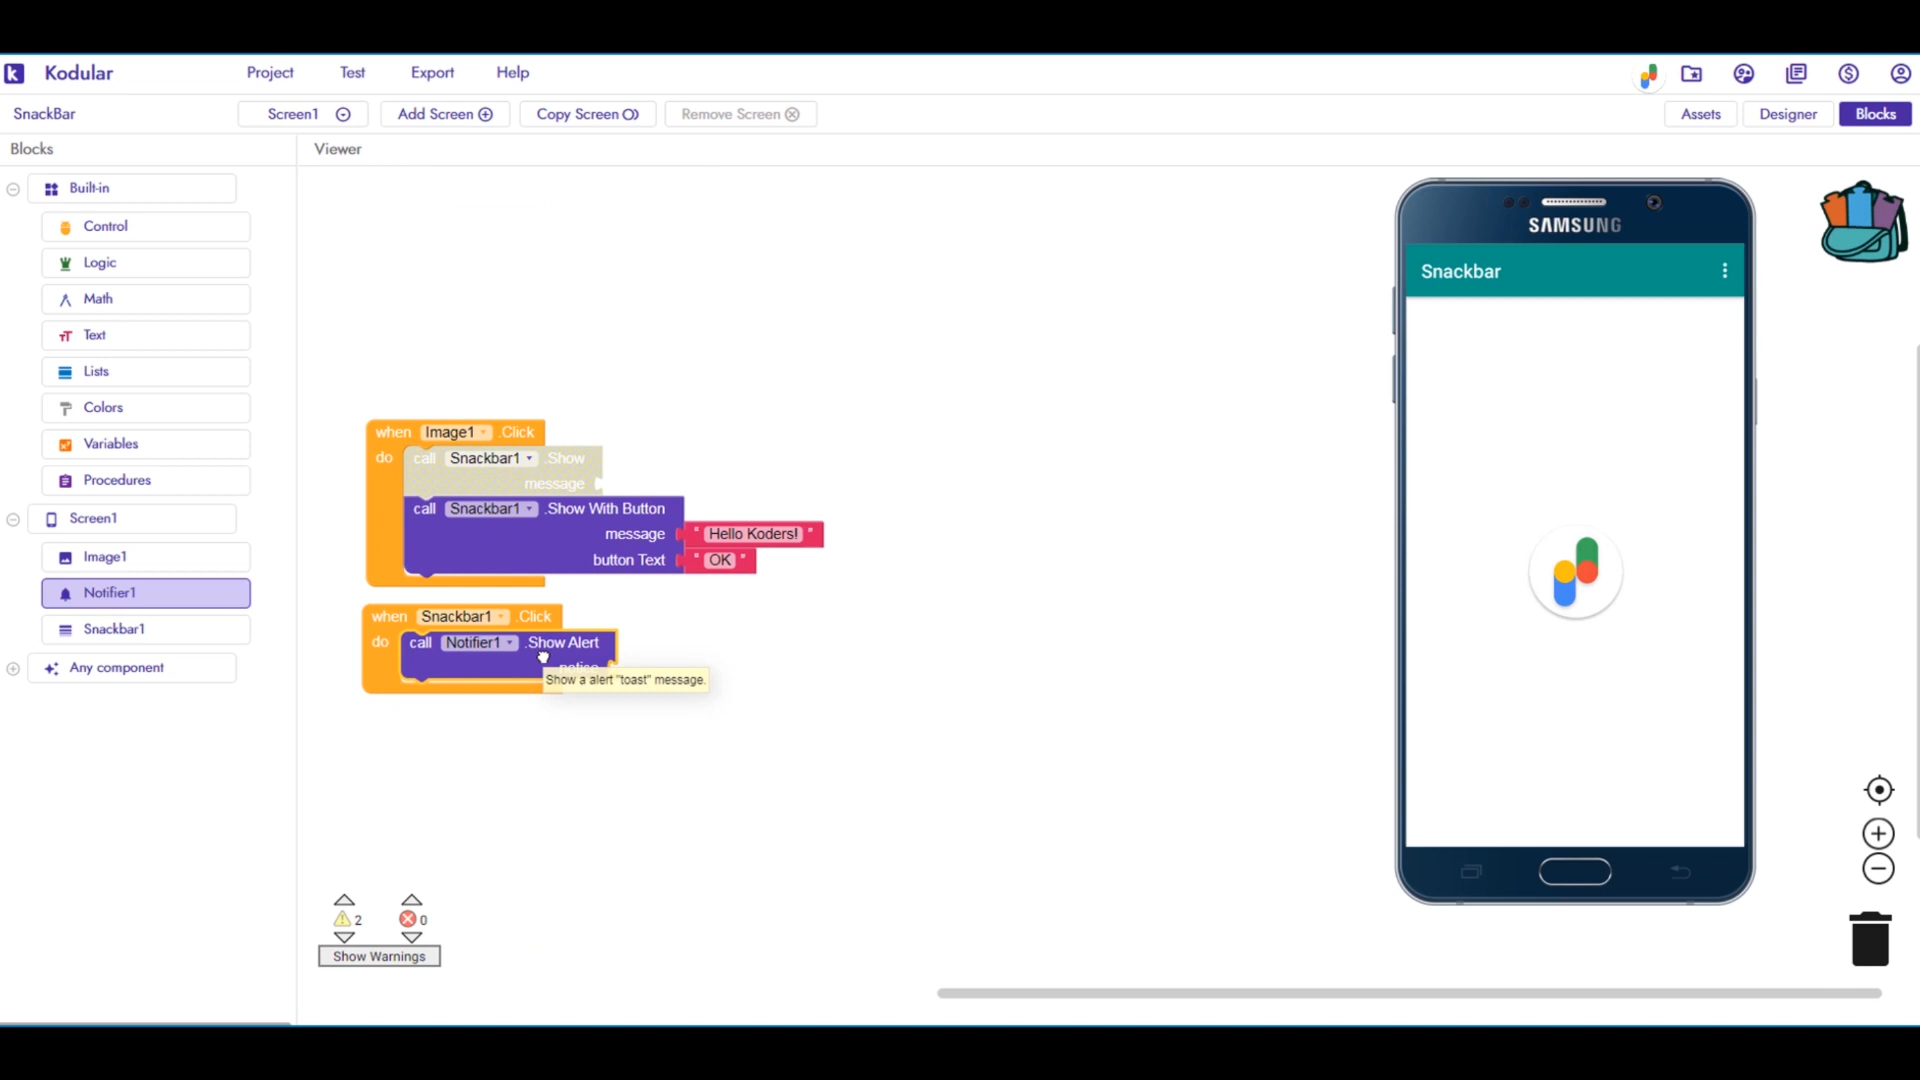 Kodular
Project
Test
Export
Help
SnackBar
Screen1
Add Screen
Copy Screen
Remove Screen
Assets
Designer
Blocks
Blocks
Viewer
Built-in
Control
Logic
Math
Text
Lists
Colors
Variables
Procedures
Screen1
Image1
Notifier1
Snackbar1
Any component
when Image1 .Click
do call Snackbar1 .Show
message
call Snackbar1 .Show With Button
message " Hello Koders! "
button Text " OK "
when Snackbar1 .Click
do call Notifier1 .Show Alert
notice
Show a alert "toast" message.
2
0
Show Warnings
SAMSUNG
Snackbar